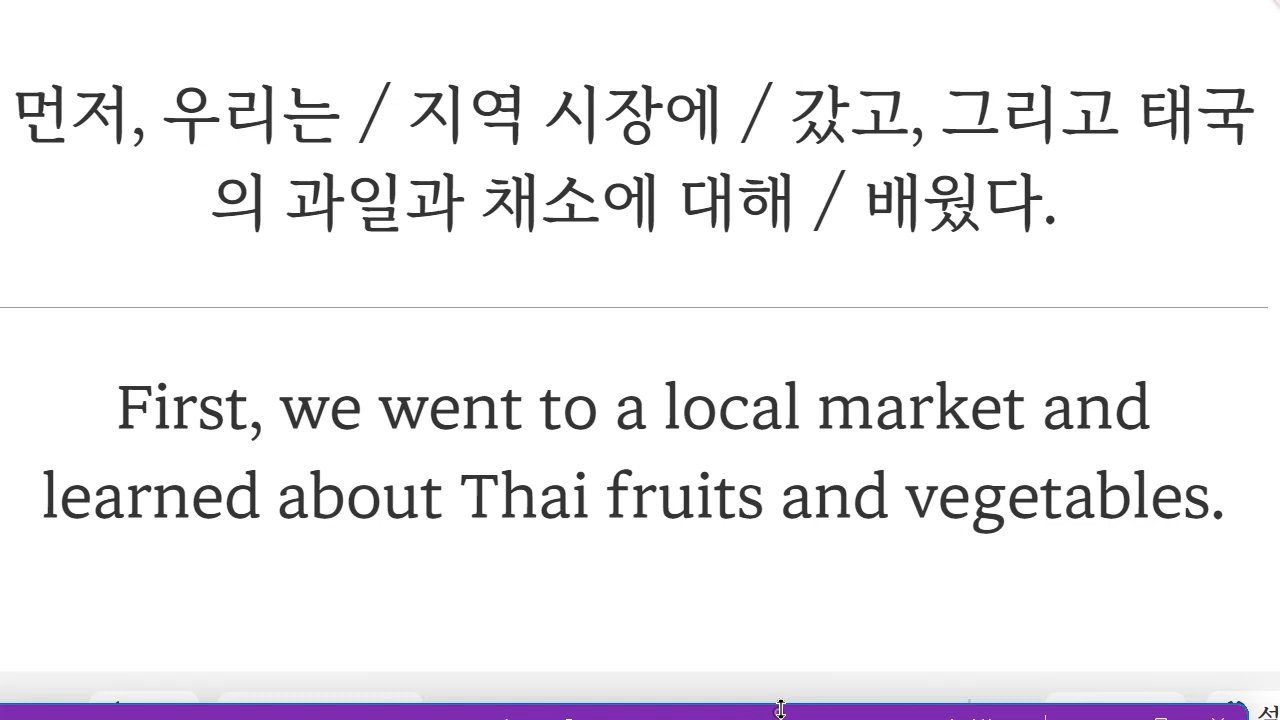 먼저, 우리는 / 지역 시장에 / 갔고, 그리고 태국
의 과일과 채소에 대해 / 배웠다.
First, we went to a local market and
learned about Thai fruits and vegetables.